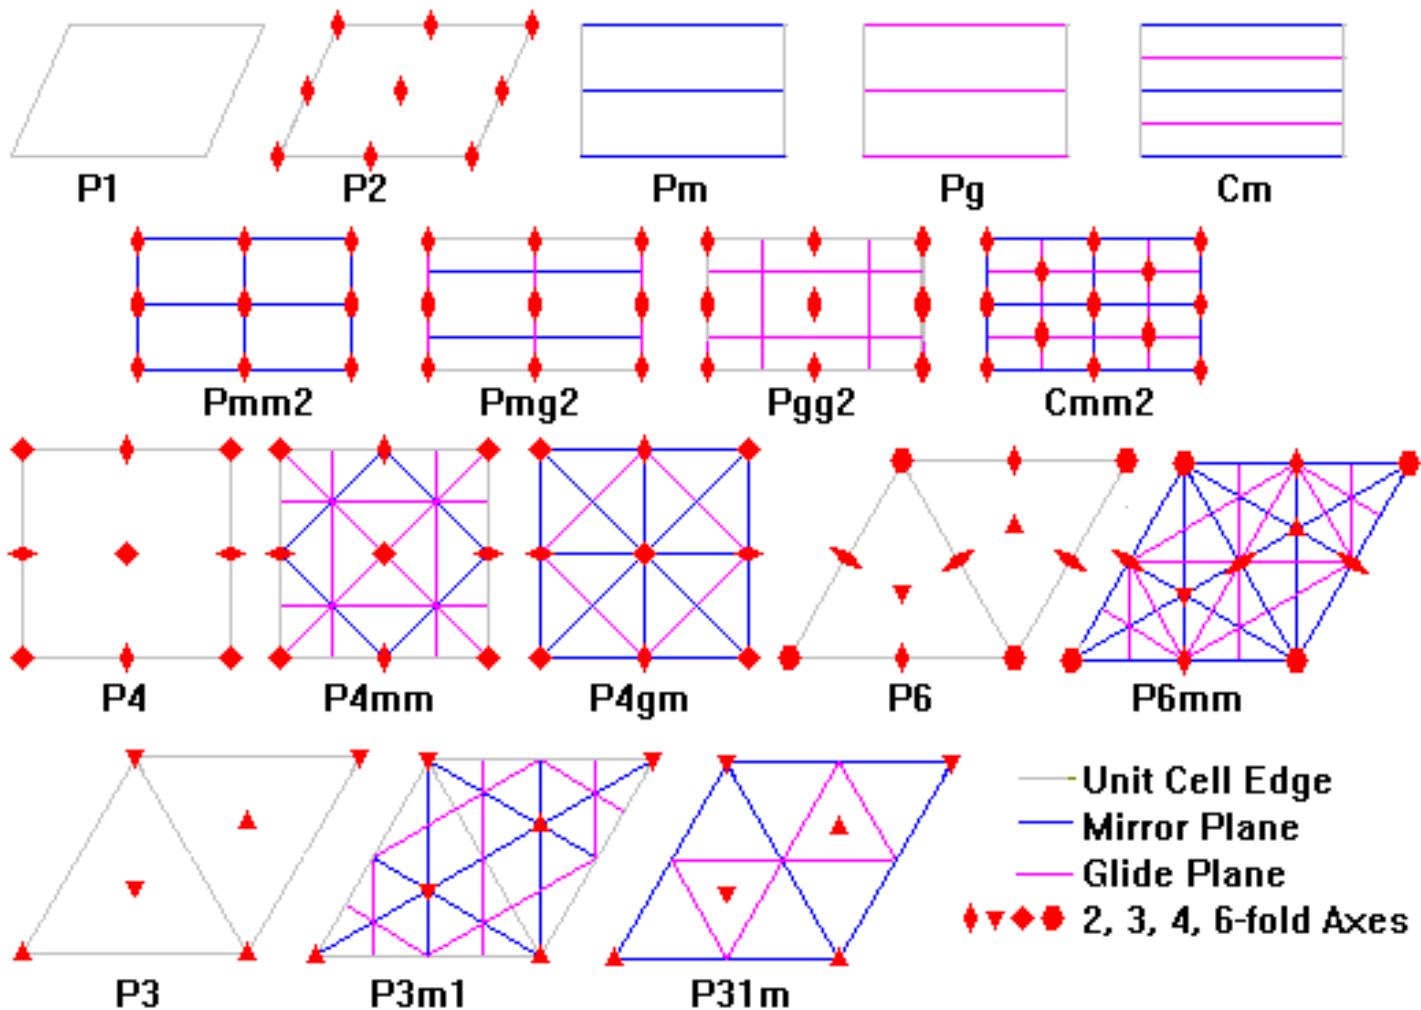 P1 P2 Pm Pg Cm
Pmm2 Pmg2 Pgg2 Cmm2
P4 P4mm P4gm P6 P6mm
Unit Cell Edge
Mirror Plane
Glide Plane
2, 3, 4, 6-fold Axes
P3 P3m1 P31m